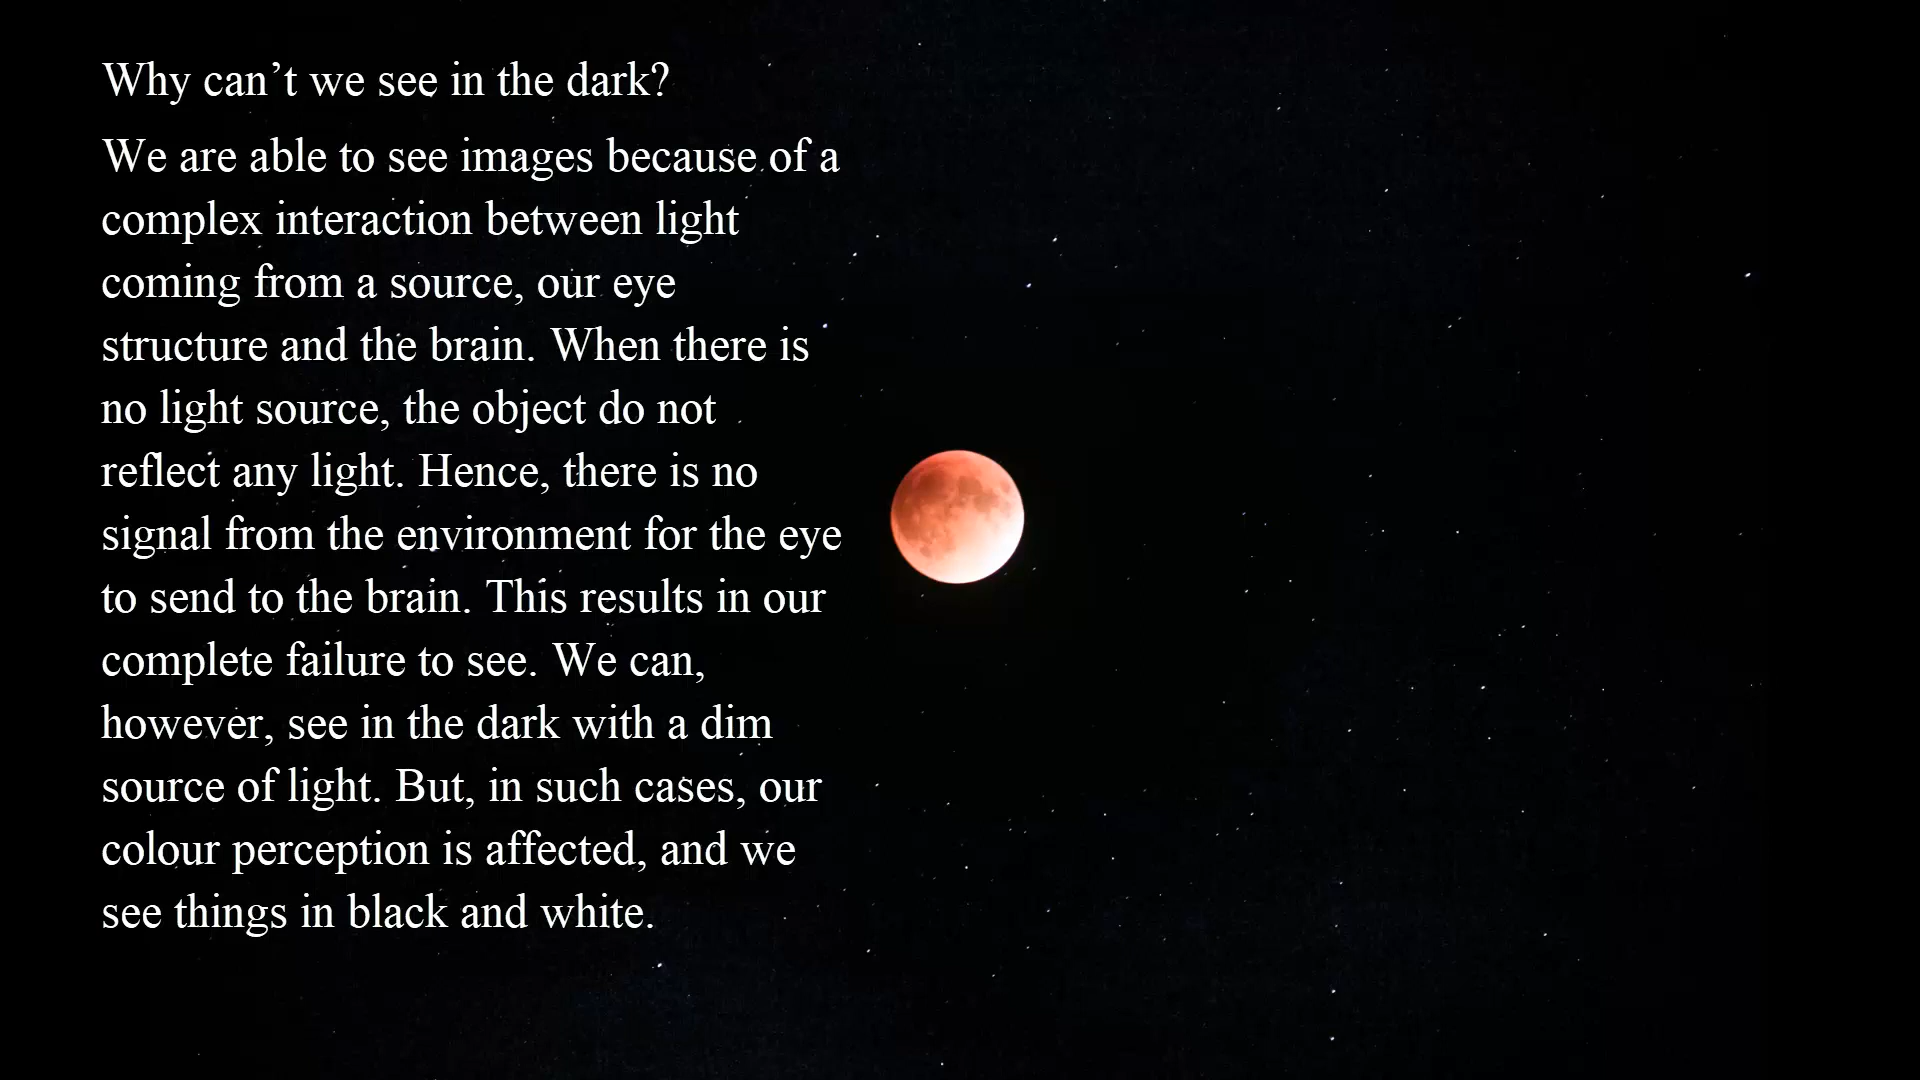 Why can’t we see in the dark?
We are able to see images because of a
complex interaction between light
coming from a source, our eye
structure and the brain. When there is
no light source, the object do not
reflect any light. Hence, there is no
signal from the environment for the eye
to send to the brain. This results in our
complete failure to see. We can,
however, see in the dark with a dim
source of light. But, in such cases, our
colour perception is affected, and we
see things in black and white.